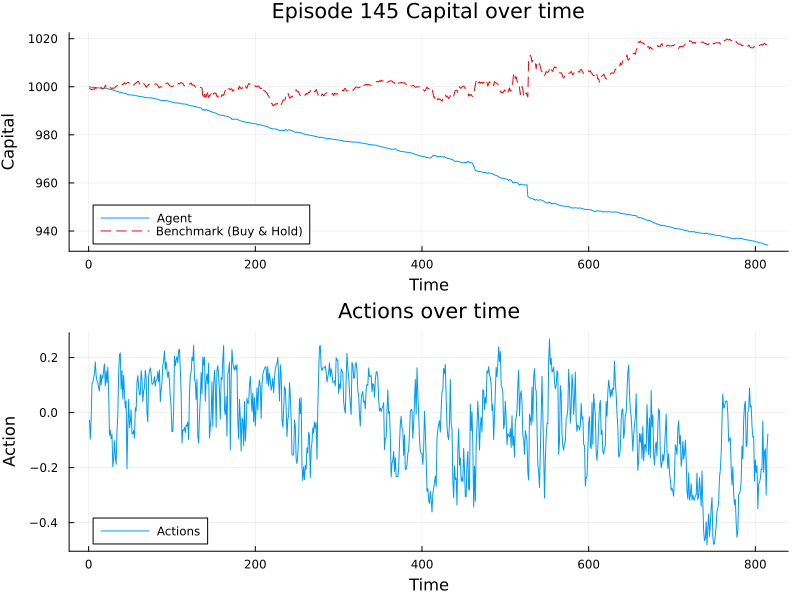 Episode 145 Capital over time
1020
1000
980
960
940
Capital
Agent
Benchmark (Buy & Hold)
0 200 400 600 800
Time
Actions over time
0.2
0.0
−0.2
−0.4
Action
Actions
0 200 400 600 800
Time